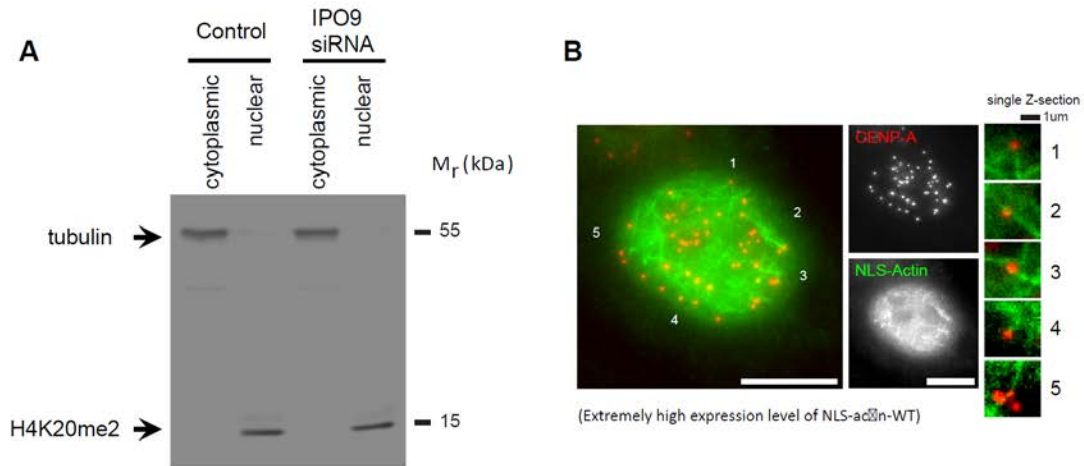 A
Control
IPO9
siRNA
cytoplasmic
nuclear
cytoplasmic
nuclear
Mr (kDa)
tubulin
55
15
H4K20me2
B
single Z-section
1um
CENP-A
NLS-Actin
1
2
3
4
5
1
2
3
4
5
(Extremely high expression level of NLS-ac☒n-WT)